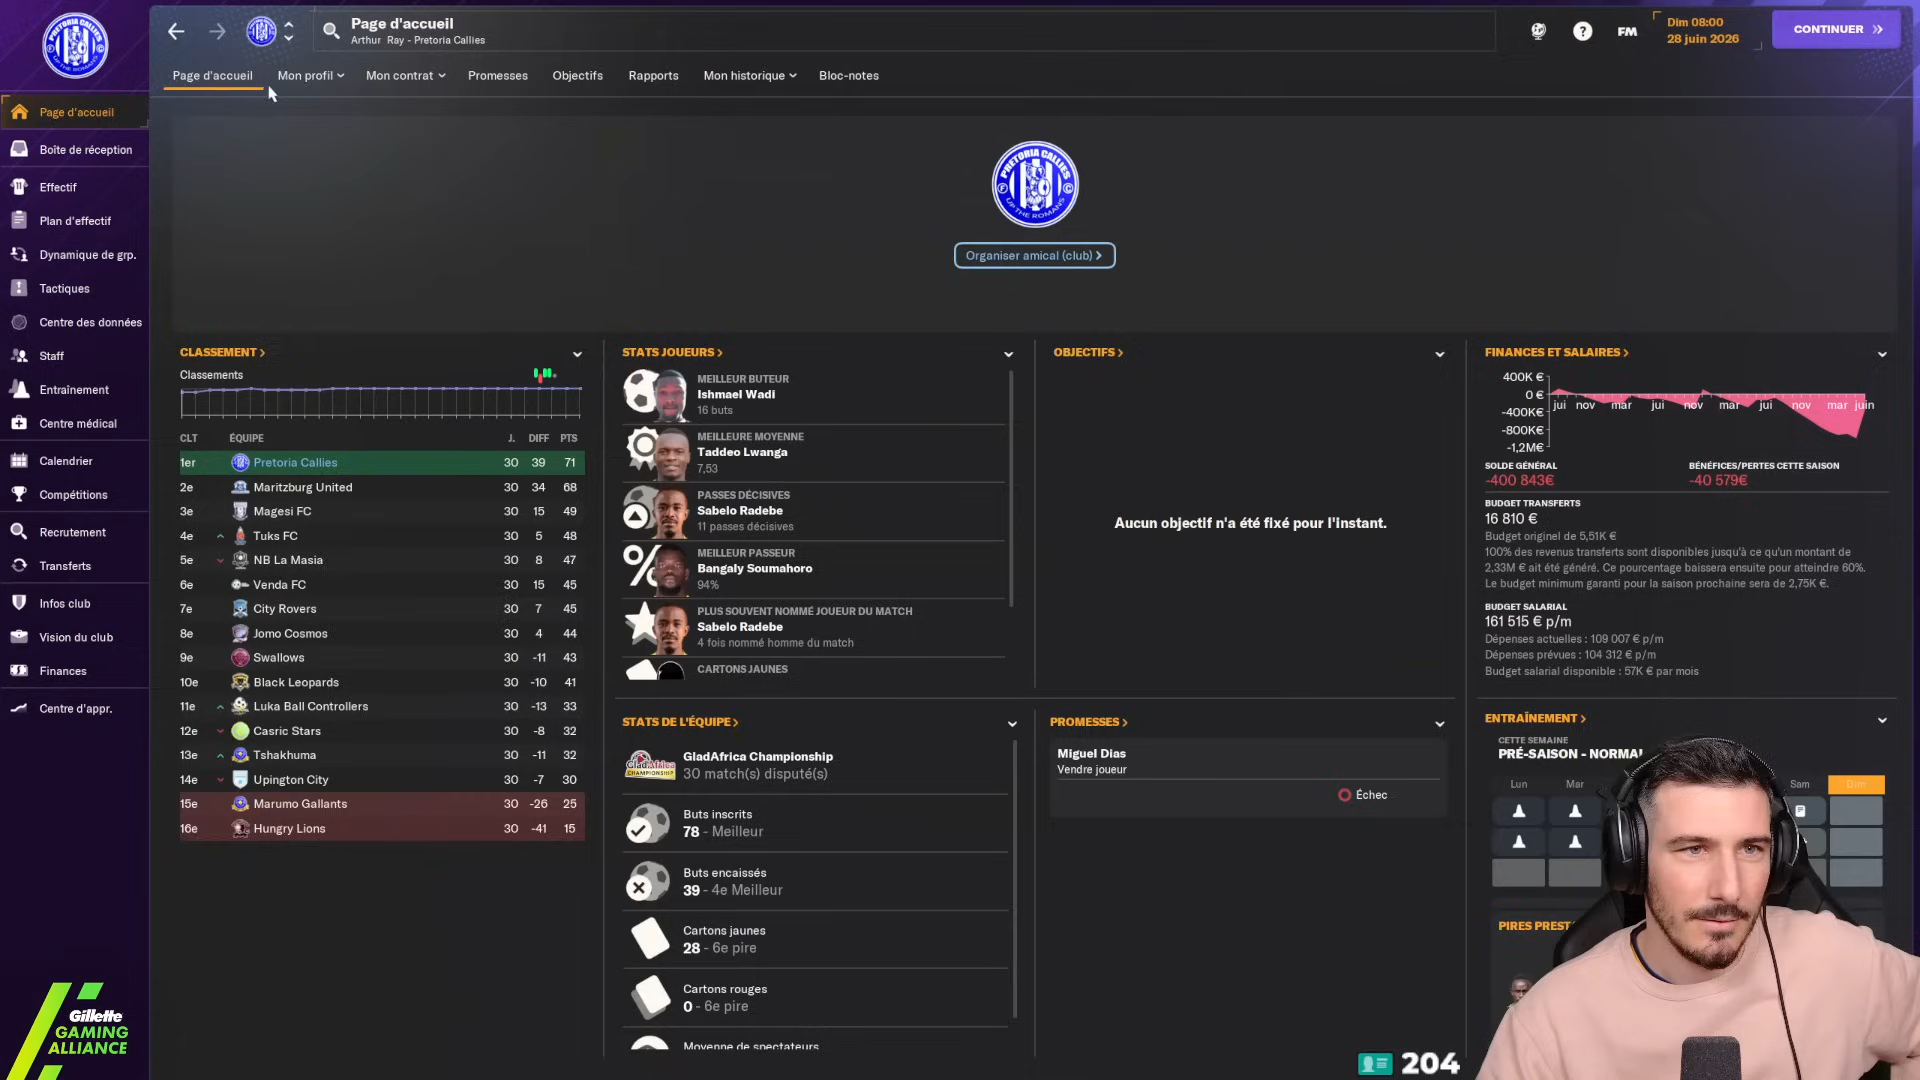 Page d'accueil
Arthur Ray - Pretoria Callies
FM
Dim 08:00
28 juin 2026
CONTINUER
Page d'accueil
Mon profil
Mon contrat
Promesses
Objectifs
Rapports
Mon historique
Bloc-notes
Page d'accueil
Boîte de réception
Effectif
Plan d'effectif
Dynamique de grp.
Tactiques
Centre des données
Staff
Entraînement
Centre médical
Calendrier
Compétitions
Recrutement
Transferts
Infos club
Vision du club
Finances
Centre d'appr.
PRETORIA CALLIES
UP THE ROMANS
Organiser amical (club)
CLASSEMENT
Classements
CLT ÉQUIPE J. DIFF PTS
1er Pretoria Callies 30 39 71
2e Maritzburg United 30 34 68
3e Magesi FC 30 15 49
4e Tuks FC 30 5 48
5e NB La Masia 30 8 47
6e Venda FC 30 15 45
7e City Rovers 30 7 45
8e Jomo Cosmos 30 4 44
9e Swallows 30 -11 43
10e Black Leopards 30 -10 41
11e Luka Ball Controllers 30 -13 33
12e Casric Stars 30 -8 32
13e Tshakhuma 30 -11 32
14e Upington City 30 -7 30
15e Marumo Gallants 30 -26 25
16e Hungry Lions 30 -41 15
STATS JOUEURS
MEILLEUR BUTEUR
Ishmael Wadi
16 buts
MEILLEURE MOYENNE
Taddeo Lwanga
7,53
PASSES DÉCISIVES
Sabelo Radebe
11 passes décisives
MEILLEUR PASSEUR
Bangaly Soumahoro
94%
PLUS SOUVENT NOMMÉ JOUEUR DU MATCH
Sabelo Radebe
4 fois nommé homme du match
CARTONS JAUNES
STATS DE L'ÉQUIPE
GladAfrica Championship
30 match(s) disputé(s)
Buts inscrits
78 - Meilleur
Buts encaissés
39 - 4e Meilleur
Cartons jaunes
28 - 6e pire
Cartons rouges
0 - 6e pire
Moyenne de spectateurs
OBJECTIFS
Aucun objectif n'a été fixé pour l'instant.
PROMESSES
Miguel Dias
Vendre joueur
Échec
FINANCES ET SALAIRES
400K €
0 €
-400K€
-800K€
-1,2M€
jui nov mar jui nov mar jui nov mar juin
SOLDE GÉNÉRAL
-400 843€
BÉNÉFICES/PERTES CETTE SAISON
-40 579€
BUDGET TRANSFERTS
16 810 €
Budget originel de 5,51K €
100% des revenus transferts sont disponibles jusqu'à ce qu'un montant de
2,33M € ait été généré. Ce pourcentage baissera ensuite pour atteindre 60%.
Le budget minimum garanti pour la saison prochaine sera de 2,75K €.
BUDGET SALARIAL
161 515 € p/m
Dépenses actuelles : 109 007 € p/m
Dépenses prévues : 104 312 € p/m
Budget salarial disponible : 57K € par mois
ENTRAÎNEMENT
CETTE SEMAINE
PRÉ-SAISON - NORMAL
Lun Mar Sam Dim
PIRES PREST
Gillette
GAMING
ALLIANCE
204